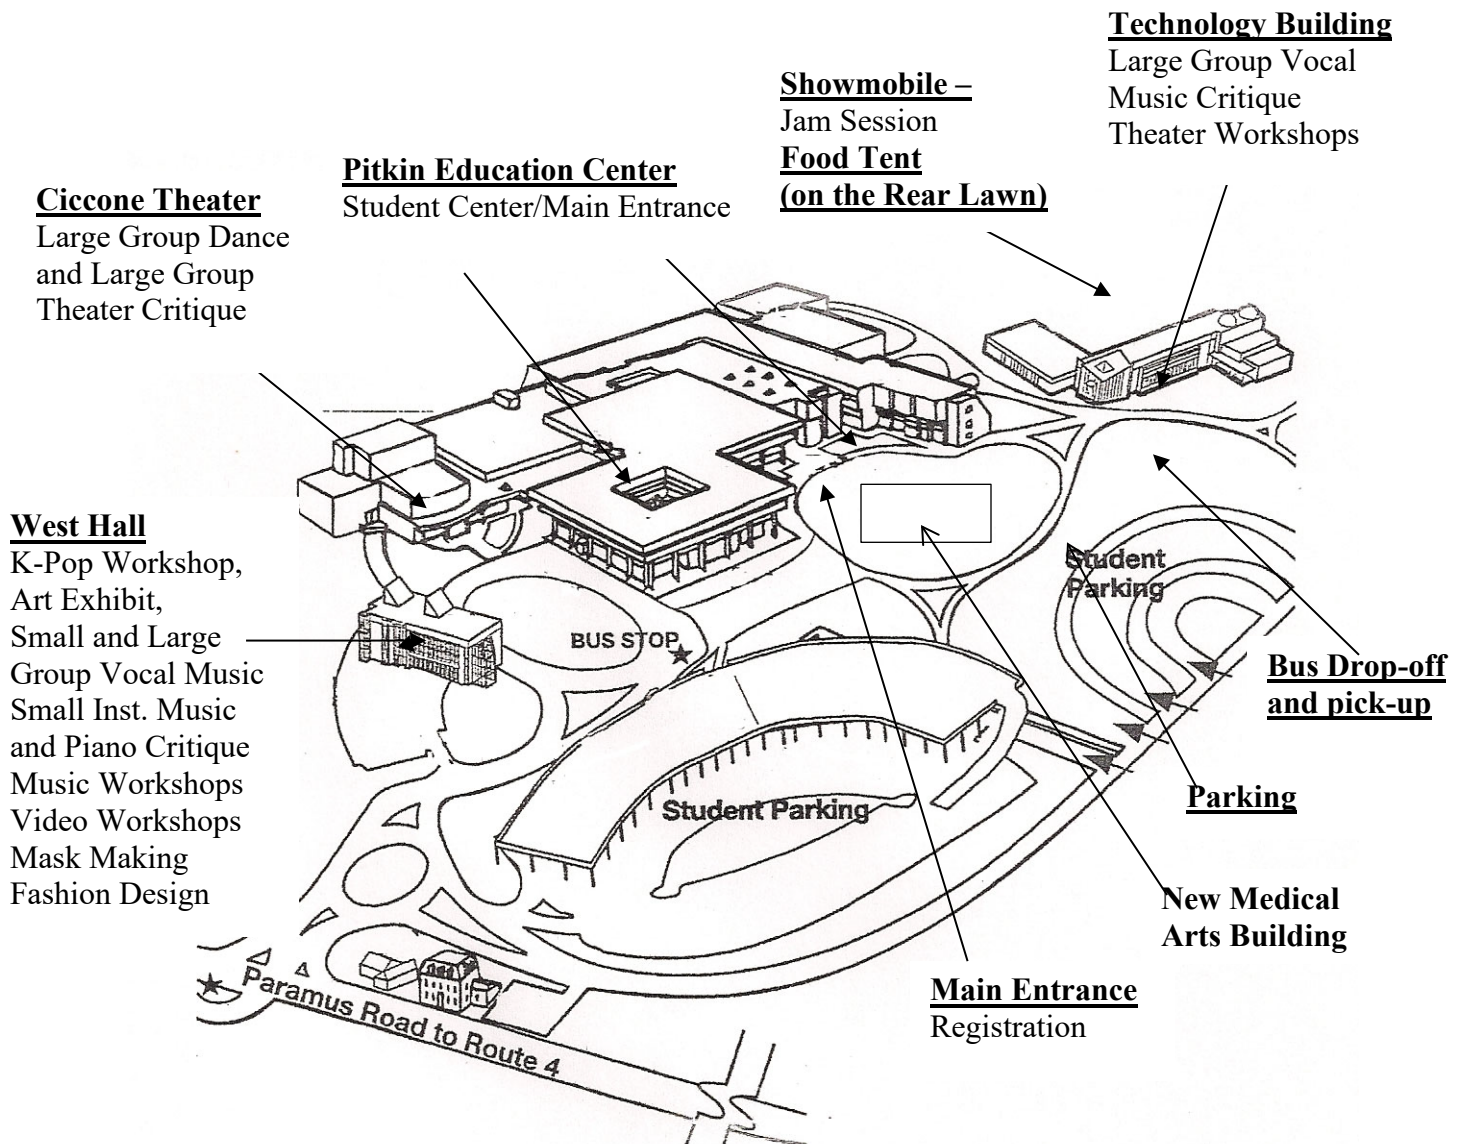 Technology Building
Large Group Vocal
Music Critique
Theater Workshops
Showmobile –
Jam Session
Food Tent
(on the Rear Lawn)
Pitkin Education Center
Student Center/Main Entrance
Ciccone Theater
Large Group Dance
and Large Group
Theater Critique
West Hall
K-Pop Workshop,
Art Exhibit,
Small and Large
Group Vocal Music
Small Inst. Music
and Piano Critique
Music Workshops
Video Workshops
Mask Making
Fashion Design
Student
Parking
BUS STOP
Bus Drop-off
and pick-up
Parking
Student Parking
New Medical
Arts Building
Main Entrance
Registration
Paramus Road to Route 4